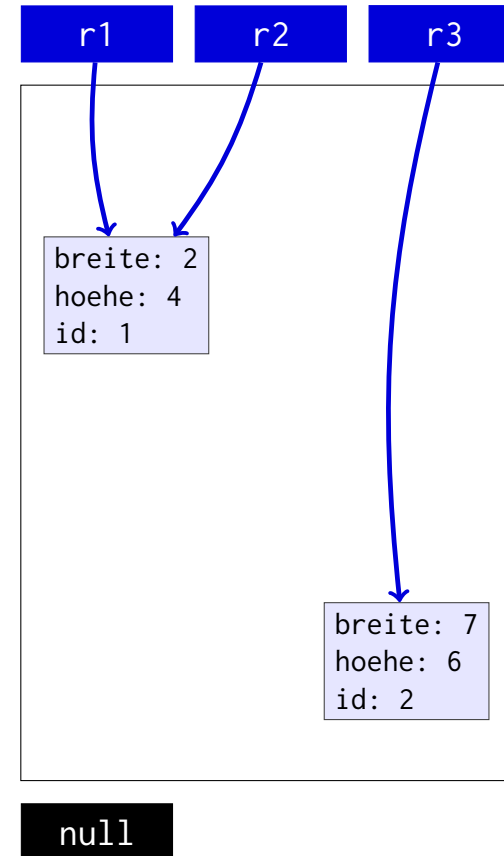 r1 r2 r3
breite: 2
hoehe: 4
id: 1
breite: 7
hoehe: 6
id: 2
null